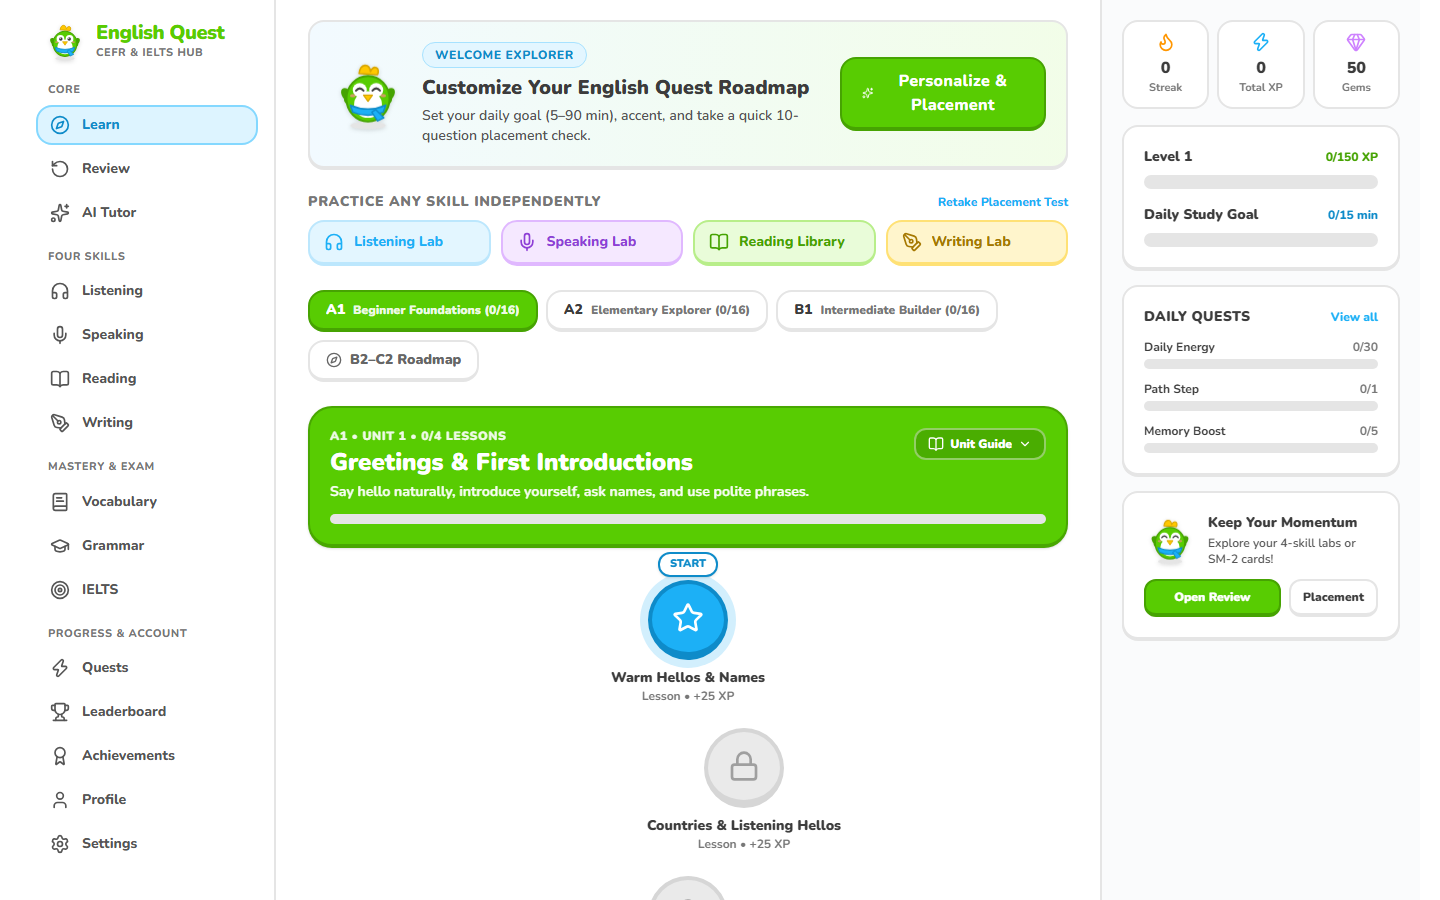 English Quest
CEFR & IELTS HUB
CORE
Learn
Review
AI Tutor
FOUR SKILLS
Listening
Speaking
Reading
Writing
MASTERY & EXAM
Vocabulary
Grammar
IELTS
PROGRESS & ACCOUNT
Quests
Leaderboard
Achievements
Profile
Settings
WELCOME EXPLORER
Customize Your English Quest Roadmap
Set your daily goal (5–90 min), accent, and take a quick 10-
question placement check.
Personalize &
Placement
PRACTICE ANY SKILL INDEPENDENTLY
Retake Placement Test
Listening Lab
Speaking Lab
Reading Library
Writing Lab
A1 Beginner Foundations (0/16)
A2 Elementary Explorer (0/16)
B1 Intermediate Builder (0/16)
B2–C2 Roadmap
A1 • UNIT 1 • 0/4 LESSONS
Greetings & First Introductions
Say hello naturally, introduce yourself, ask names, and use polite phrases.
Unit Guide
START
Warm Hellos & Names
Lesson • +25 XP
Countries & Listening Hellos
Lesson • +25 XP
0
Streak
0
Total XP
50
Gems
Level 1
0/150 XP
Daily Study Goal
0/15 min
DAILY QUESTS
View all
Daily Energy
0/30
Path Step
0/1
Memory Boost
0/5
Keep Your Momentum
Explore your 4-skill labs or
SM-2 cards!
Open Review
Placement